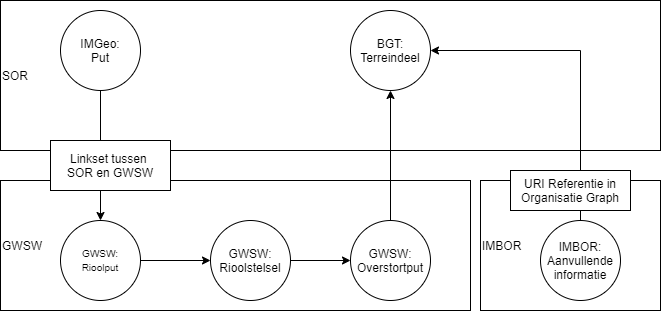 IMGeo:
Put
BGT:
Terreindeel
SOR
Linkset tussen
SOR en GWSW
URI Referentie in
Organisatie Graph
GWSW
GWSW:
Rioolput
GWSW:
Rioolstelsel
GWSW:
Overstortput
IMBOR
IMBOR:
Aanvullende
informatie